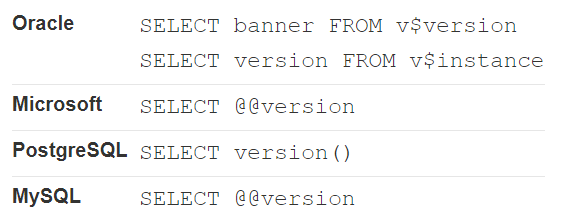 Oracle SELECT banner FROM v$version
SELECT version FROM v$instance
Microsoft SELECT @@version
PostgreSQL SELECT version()
MySQL SELECT @@version